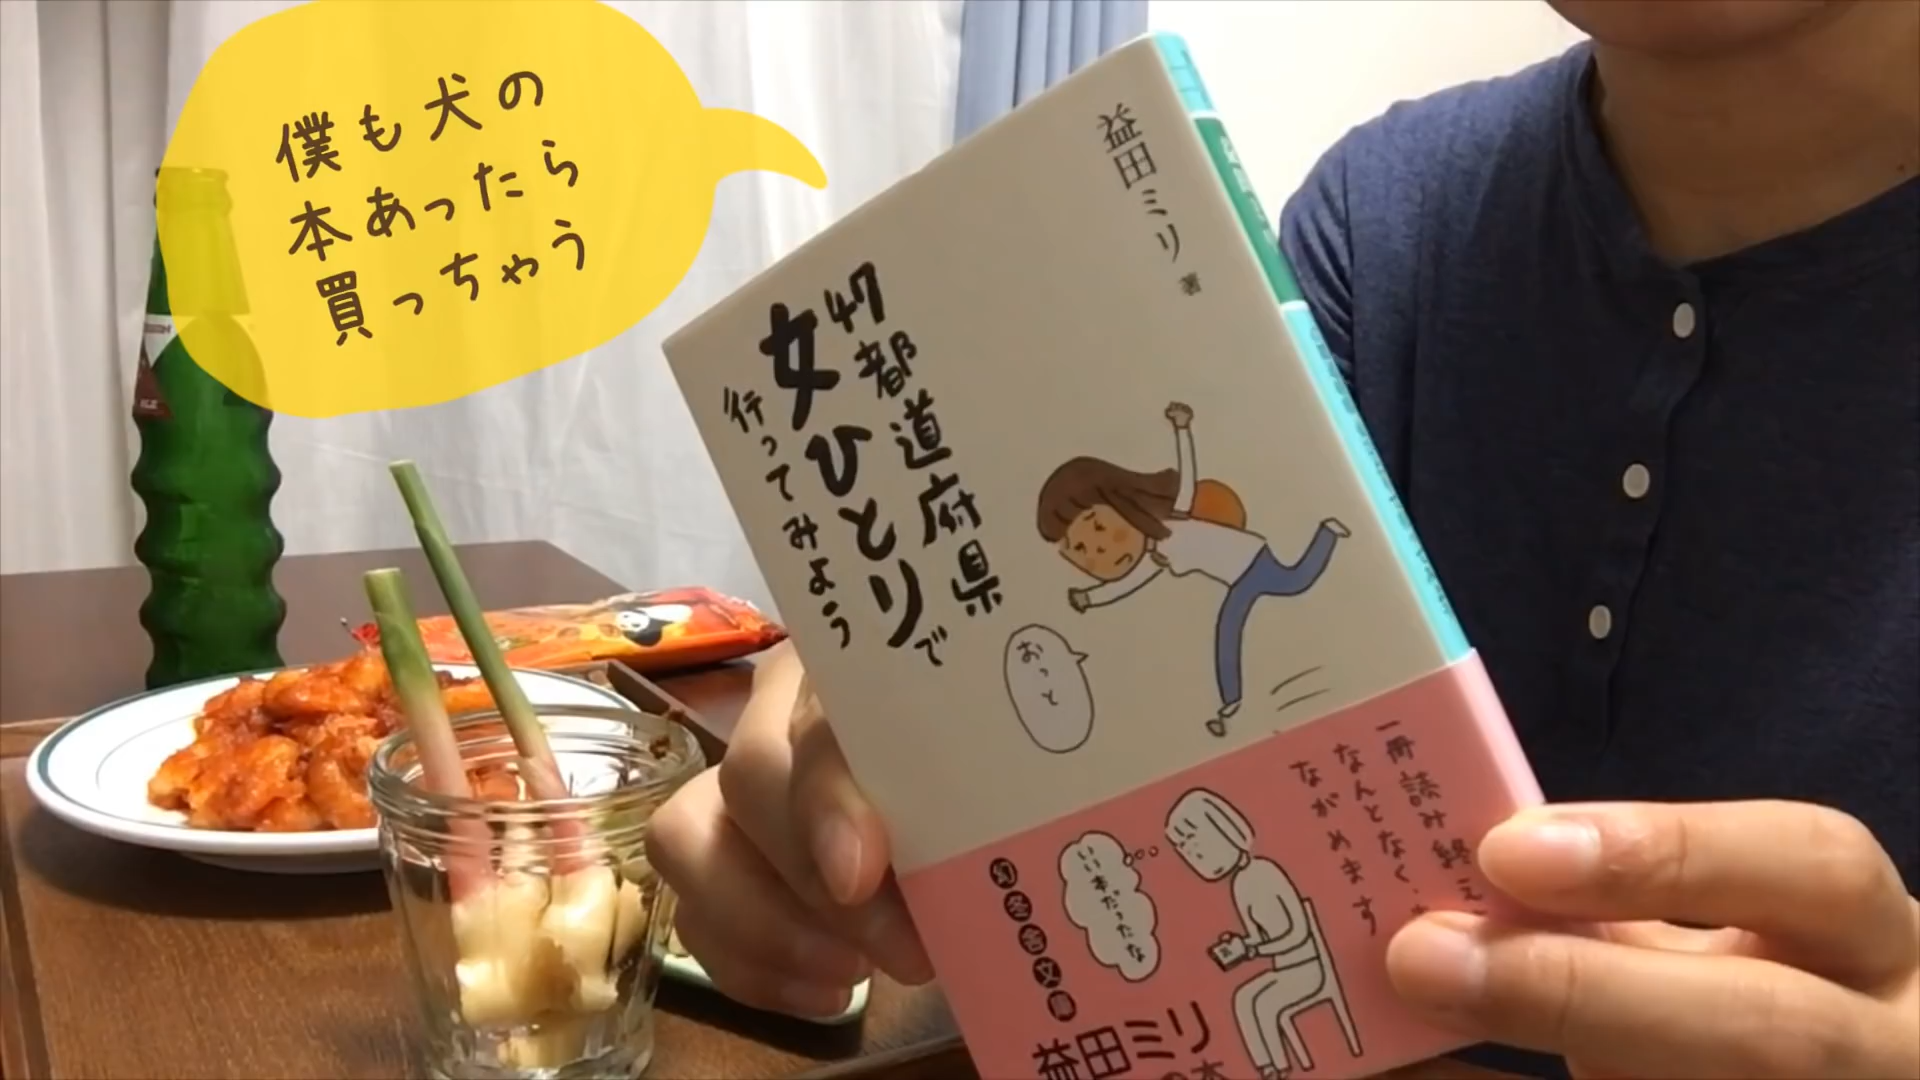 僕も犬の
本あったら
買っちゃう
益田ミリ 著
47都道府県
女ひとりで
行ってみよう
おっと
一冊読み終え
なんとなく、
ながめます
いい本だったな
幻冬舎文庫
益田ミリ